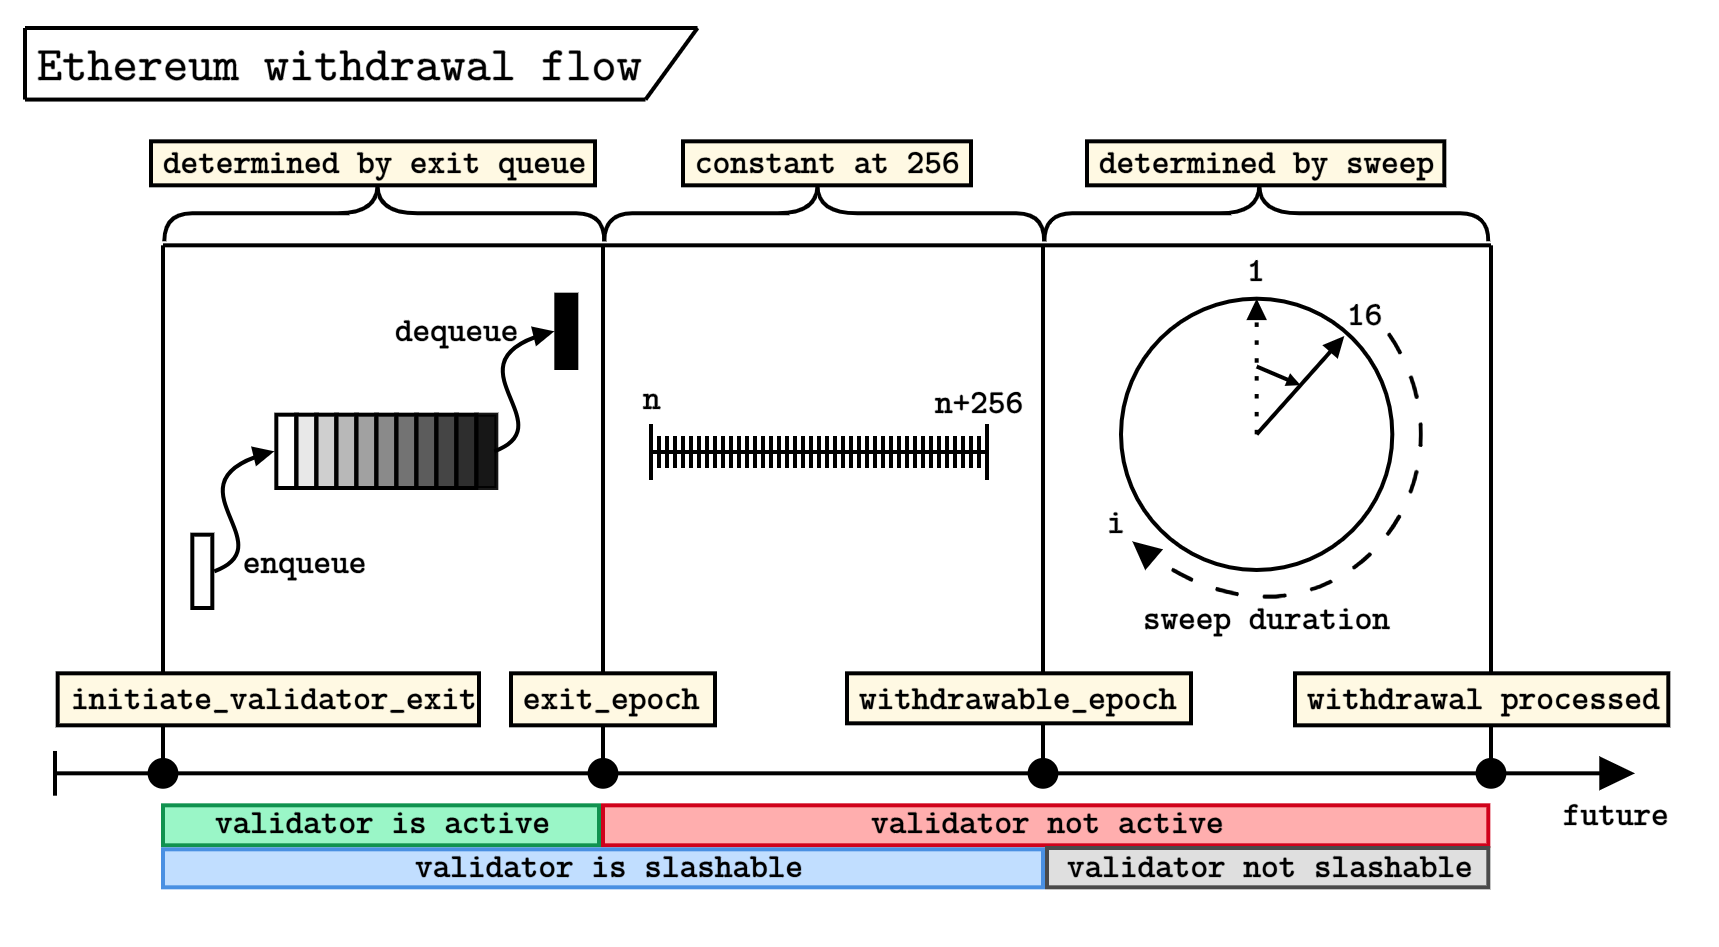 Ethereum withdrawal flow
determined by exit queue
constant at 256
determined by sweep
1
16
dequeue
n
n+256
i
enqueue
sweep duration
initiate_validator_exit
exit_epoch
withdrawable_epoch
withdrawal processed
future
validator is active
validator not active
validator is slashable
validator not slashable